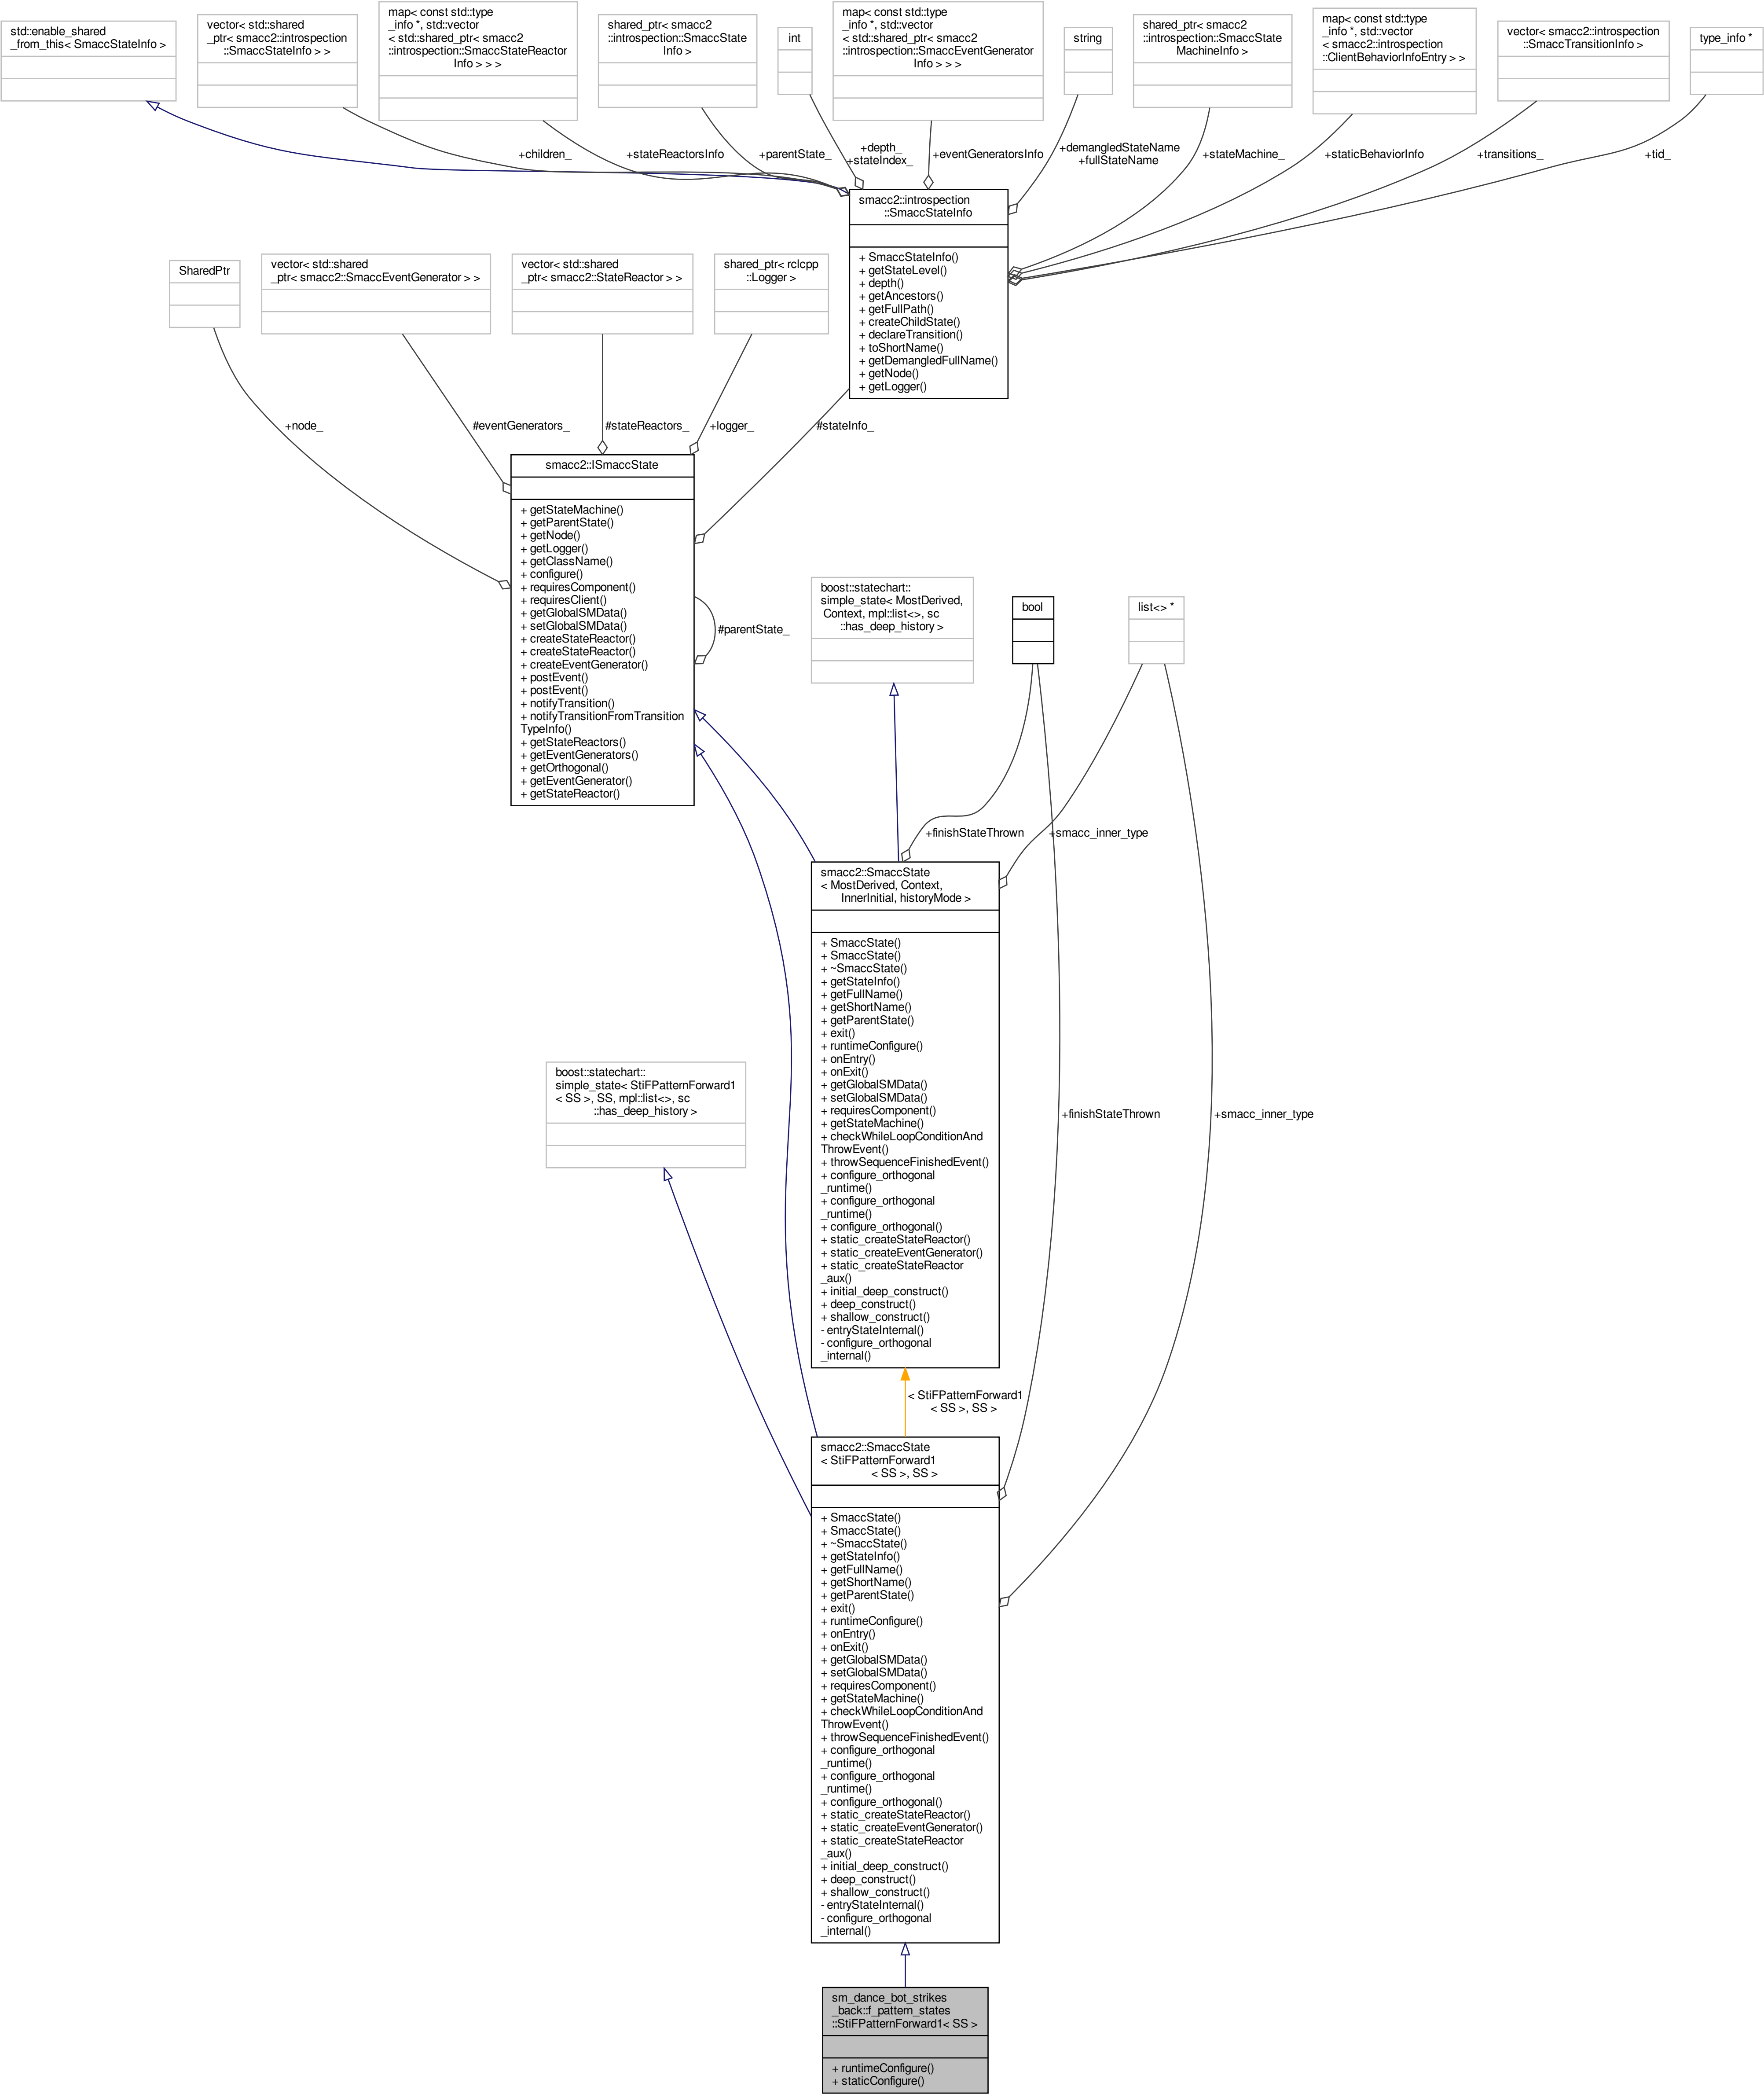 std::enable_shared
_from_this< SmaccStateInfo >
vector< std::shared
_ptr< smacc2::introspection
::SmaccStateInfo > >
map< const std::type
_info *, std::vector
< std::shared_ptr< smacc2
::introspection::SmaccStateReactor
Info > > >
shared_ptr< smacc2
::introspection::SmaccState
Info >
int
map< const std::type
_info *, std::vector
< std::shared_ptr< smacc2
::introspection::SmaccEventGenerator
Info > > >
string
shared_ptr< smacc2
::introspection::SmaccState
MachineInfo >
map< const std::type
_info *, std::vector
< smacc2::introspection
::ClientBehaviorInfoEntry > >
vector< smacc2::introspection
::SmaccTransitionInfo >
type_info *
+children_
+stateReactorsInfo
+parentState_
+depth_
+stateIndex_
+eventGeneratorsInfo
+demangledStateName
+fullStateName
+stateMachine_
+staticBehaviorInfo
+transitions_
+tid_
smacc2::introspection
::SmaccStateInfo
+ SmaccStateInfo()
+ getStateLevel()
+ depth()
+ getAncestors()
+ getFullPath()
+ createChildState()
+ declareTransition()
+ toShortName()
+ getDemangledFullName()
+ getNode()
+ getLogger()
SharedPtr
vector< std::shared
_ptr< smacc2::SmaccEventGenerator > >
vector< std::shared
_ptr< smacc2::StateReactor > >
shared_ptr< rclcpp
::Logger >
+node_
#eventGenerators_
#stateReactors_
+logger_
#stateInfo_
smacc2::ISmaccState
+ getStateMachine()
+ getParentState()
+ getNode()
+ getLogger()
+ getClassName()
+ configure()
+ requiresComponent()
+ requiresClient()
+ getGlobalSMData()
+ setGlobalSMData()
+ createStateReactor()
+ createStateReactor()
+ createEventGenerator()
+ postEvent()
+ postEvent()
+ notifyTransition()
+ notifyTransitionFromTransition
TypeInfo()
+ getStateReactors()
+ getEventGenerators()
+ getOrthogonal()
+ getEventGenerator()
+ getStateReactor()
#parentState_
boost::statechart::
simple_state< MostDerived,
Context, mpl::list<>, sc
::has_deep_history >
bool
list<> *
+finishStateThrown
+smacc_inner_type
smacc2::SmaccState
< MostDerived, Context,
InnerInitial, historyMode >
+ SmaccState()
+ SmaccState()
+ ~SmaccState()
+ getStateInfo()
+ getFullName()
+ getShortName()
+ getParentState()
+ exit()
+ runtimeConfigure()
+ onEntry()
+ onExit()
+ getGlobalSMData()
+ setGlobalSMData()
+ requiresComponent()
+ getStateMachine()
+ checkWhileLoopConditionAnd
ThrowEvent()
+ throwSequenceFinishedEvent()
+ configure_orthogonal
_runtime()
+ configure_orthogonal
_runtime()
+ configure_orthogonal()
+ static_createStateReactor()
+ static_createEventGenerator()
+ static_createStateReactor
_aux()
+ initial_deep_construct()
+ deep_construct()
+ shallow_construct()
- entryStateInternal()
- configure_orthogonal
_internal()
boost::statechart::
simple_state< StiFPatternForward1
< SS >, SS, mpl::list<>, sc
::has_deep_history >
+finishStateThrown
+smacc_inner_type
< StiFPatternForward1
< SS >, SS >
smacc2::SmaccState
< StiFPatternForward1
< SS >, SS >
+ SmaccState()
+ SmaccState()
+ ~SmaccState()
+ getStateInfo()
+ getFullName()
+ getShortName()
+ getParentState()
+ exit()
+ runtimeConfigure()
+ onEntry()
+ onExit()
+ getGlobalSMData()
+ setGlobalSMData()
+ requiresComponent()
+ getStateMachine()
+ checkWhileLoopConditionAnd
ThrowEvent()
+ throwSequenceFinishedEvent()
+ configure_orthogonal
_runtime()
+ configure_orthogonal
_runtime()
+ configure_orthogonal()
+ static_createStateReactor()
+ static_createEventGenerator()
+ static_createStateReactor
_aux()
+ initial_deep_construct()
+ deep_construct()
+ shallow_construct()
- entryStateInternal()
- configure_orthogonal
_internal()
sm_dance_bot_strikes
_back::f_pattern_states
::StiFPatternForward1< SS >
+ runtimeConfigure()
+ staticConfigure()